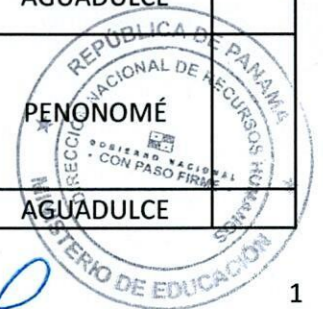 AGUADULCE
REPÚBLICA DE PANAMÁ
DIRECCIÓN NACIONAL DE RECURSOS HUMANOS
PENONOMÉ
GOBIERNO NACIONAL
• CON PASO FIRME •
AGUADULCE
MINISTERIO DE EDUCACIÓN
1